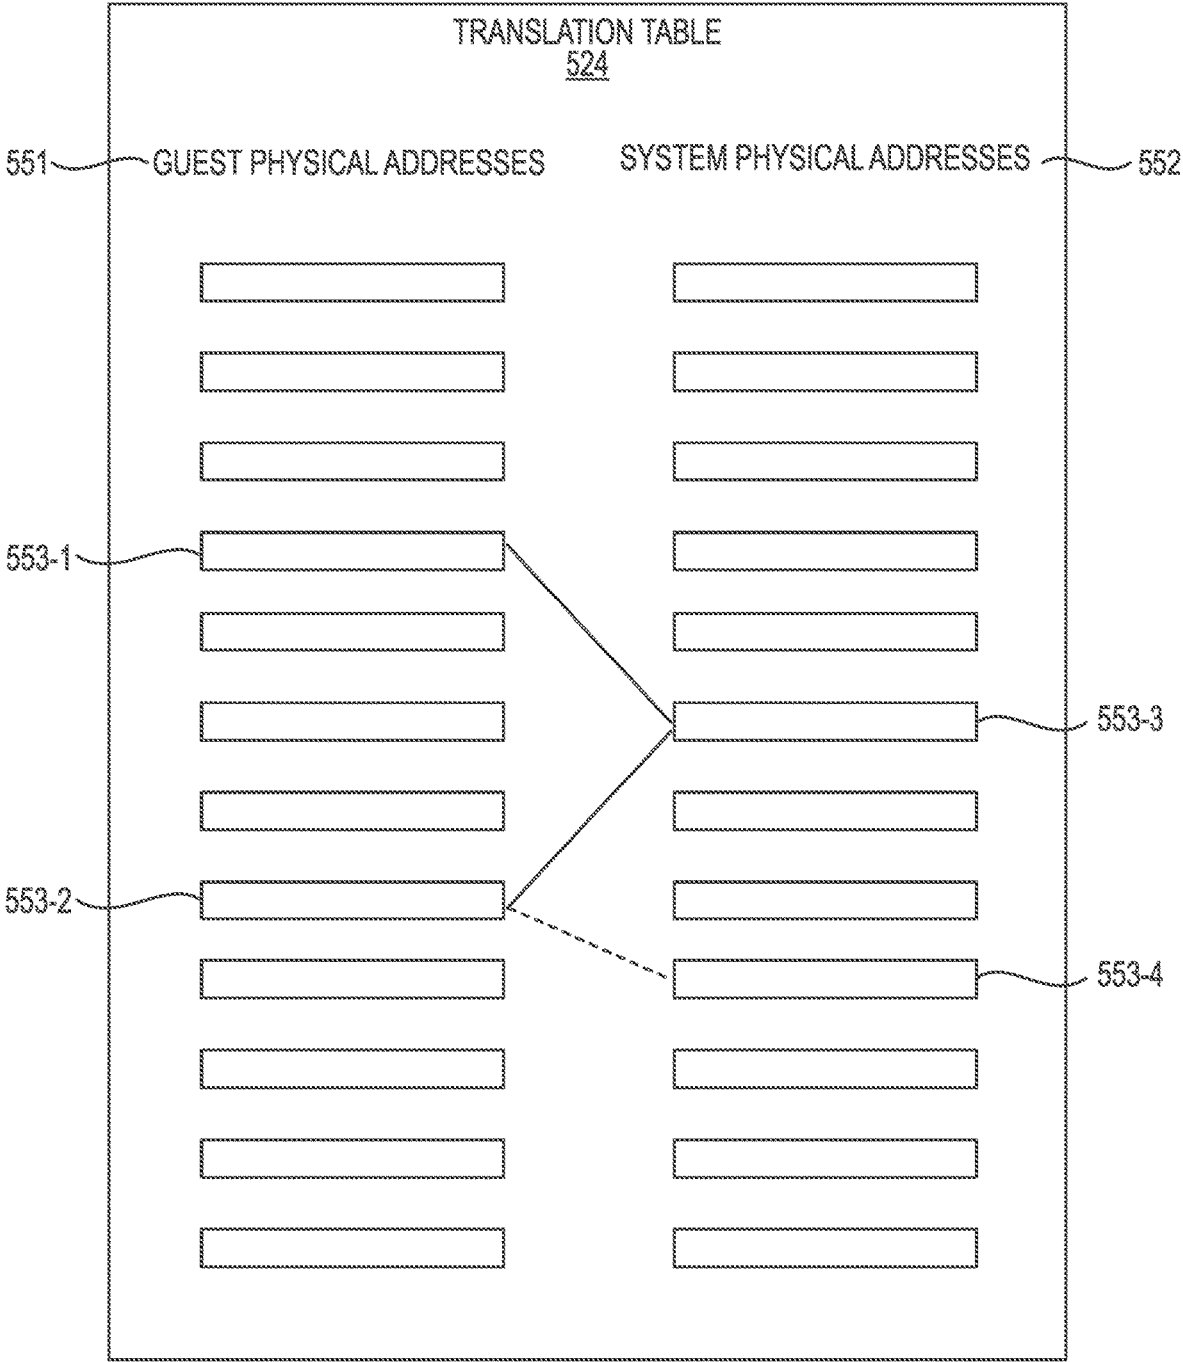 TRANSLATION TABLE
524
551 GUEST PHYSICAL ADDRESSES SYSTEM PHYSICAL ADDRESSES 552
553-1
553-3
553-2
553-4